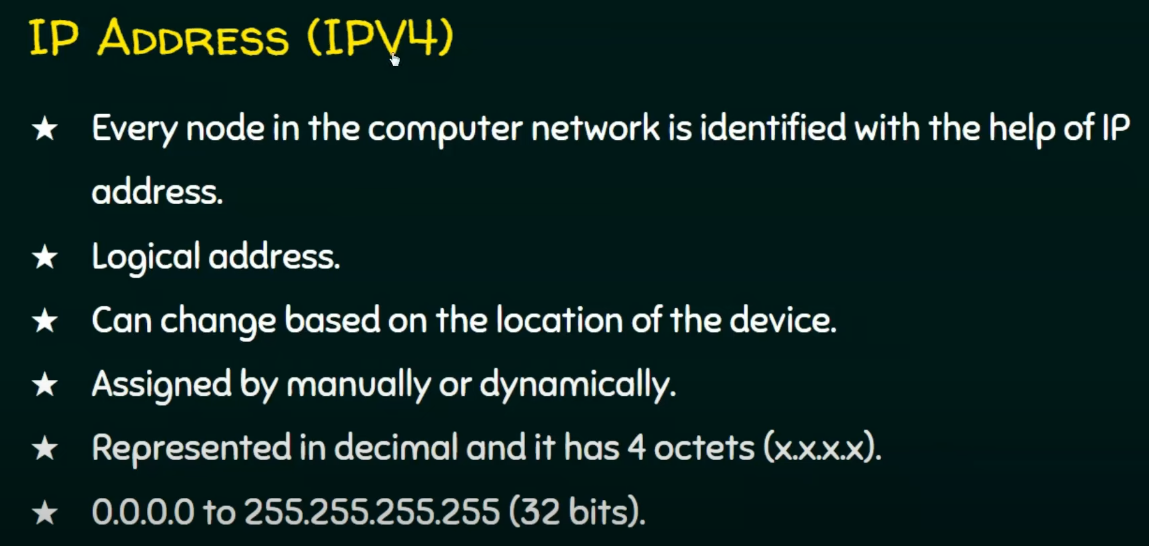 IP ADDRESS (IPV4)
★ Every node in the computer network is identified with the help of IP
address.
★ Logical address.
★ Can change based on the location of the device.
★ Assigned by manually or dynamically.
★ Represented in decimal and it has 4 octets (x.x.x.x).
★ 0.0.0.0 to 255.255.255.255 (32 bits).